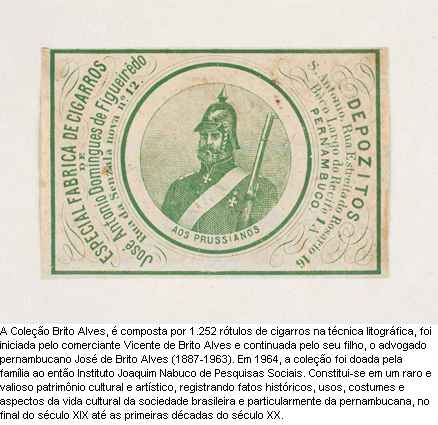 ESPECIAL FABRICA DE CIGARROS
DE
José Antonio Domingues de Figueirêdo
Rua da Senzala nova nº 12.
AOS PRUSSIANOS
DEPOZITOS
S. Antonio, Rua Estreita do Rozario 16
Bero, Largo do Recife 1A
PERNAMBUCO
A Coleção Brito Alves, é composta por 1.252 rótulos de cigarros na técnica litográfica, foi
iniciada pelo comerciante Vicente de Brito Alves e continuada pelo seu filho, o advogado
pernambucano José de Brito Alves (1887-1963). Em 1964, a coleção foi doada pela
família ao então Instituto Joaquim Nabuco de Pesquisas Sociais. Constitui-se em um raro e
valioso patrimônio cultural e artístico, registrando fatos históricos, usos, costumes e
aspectos da vida cultural da sociedade brasileira e particularmente da pernambucana, no
final do século XIX até as primeiras décadas do século XX.